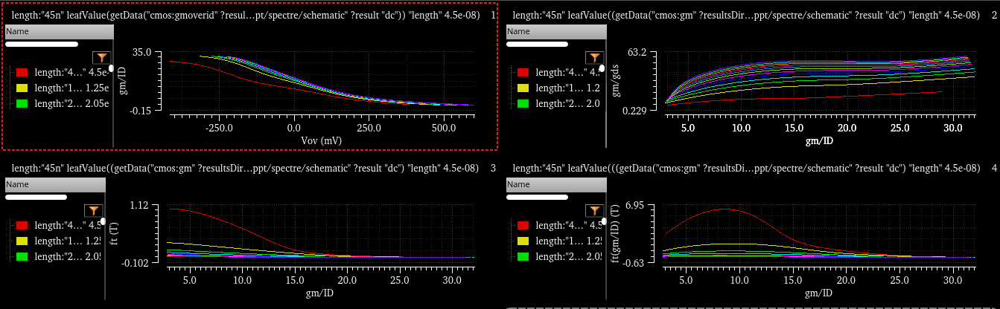 length:"45n" leafValue(getData("cmos:gmoverid" ?resul...pt/spectre/schematic" ?result "dc")) "length" 4.5e-08) 1
Name
length:"4..." 4.5e-
length:"1... 1.25e
length:"2... 2.05e
gm/ID
35.0
-0.15
-250.0 0.0 250.0 500.0
Vov (mV)
length:"45n" leafValue((getData("cmos:gm" ?resultsDir...ppt/spectre/schematic" ?result "dc") "length" 4.5e-08) 2
Name
length:"4..." 4.5
length:"1... 1.2
length:"2... 2.0
gm/gds
63.2
0.229
5.0 10.0 15.0 20.0 25.0 30.0
gm/ID
length:"45n" leafValue((getData("cmos:gm" ?resultsDir...ppt/spectre/schematic" ?result "dc") "length" 4.5e-08) 3
Name
length:"4..." 4.5
length:"1... 1.25
length:"2... 2.05
ft (T)
1.12
-0.102
5.0 10.0 15.0 20.0 25.0 30.0
gm/ID
length:"45n" leafValue(((getData("cmos:gm" ?resultsDi...ppt/spectre/schematic" ?result "dc") "length" 4.5e-08) 4
Name
length:"4..." 4.5
length:"1... 1.25
length:"2... 2.05
ft(gm/ID) (T)
6.95
-0.63
5.0 10.0 15.0 20.0 25.0 30.0
gm/ID